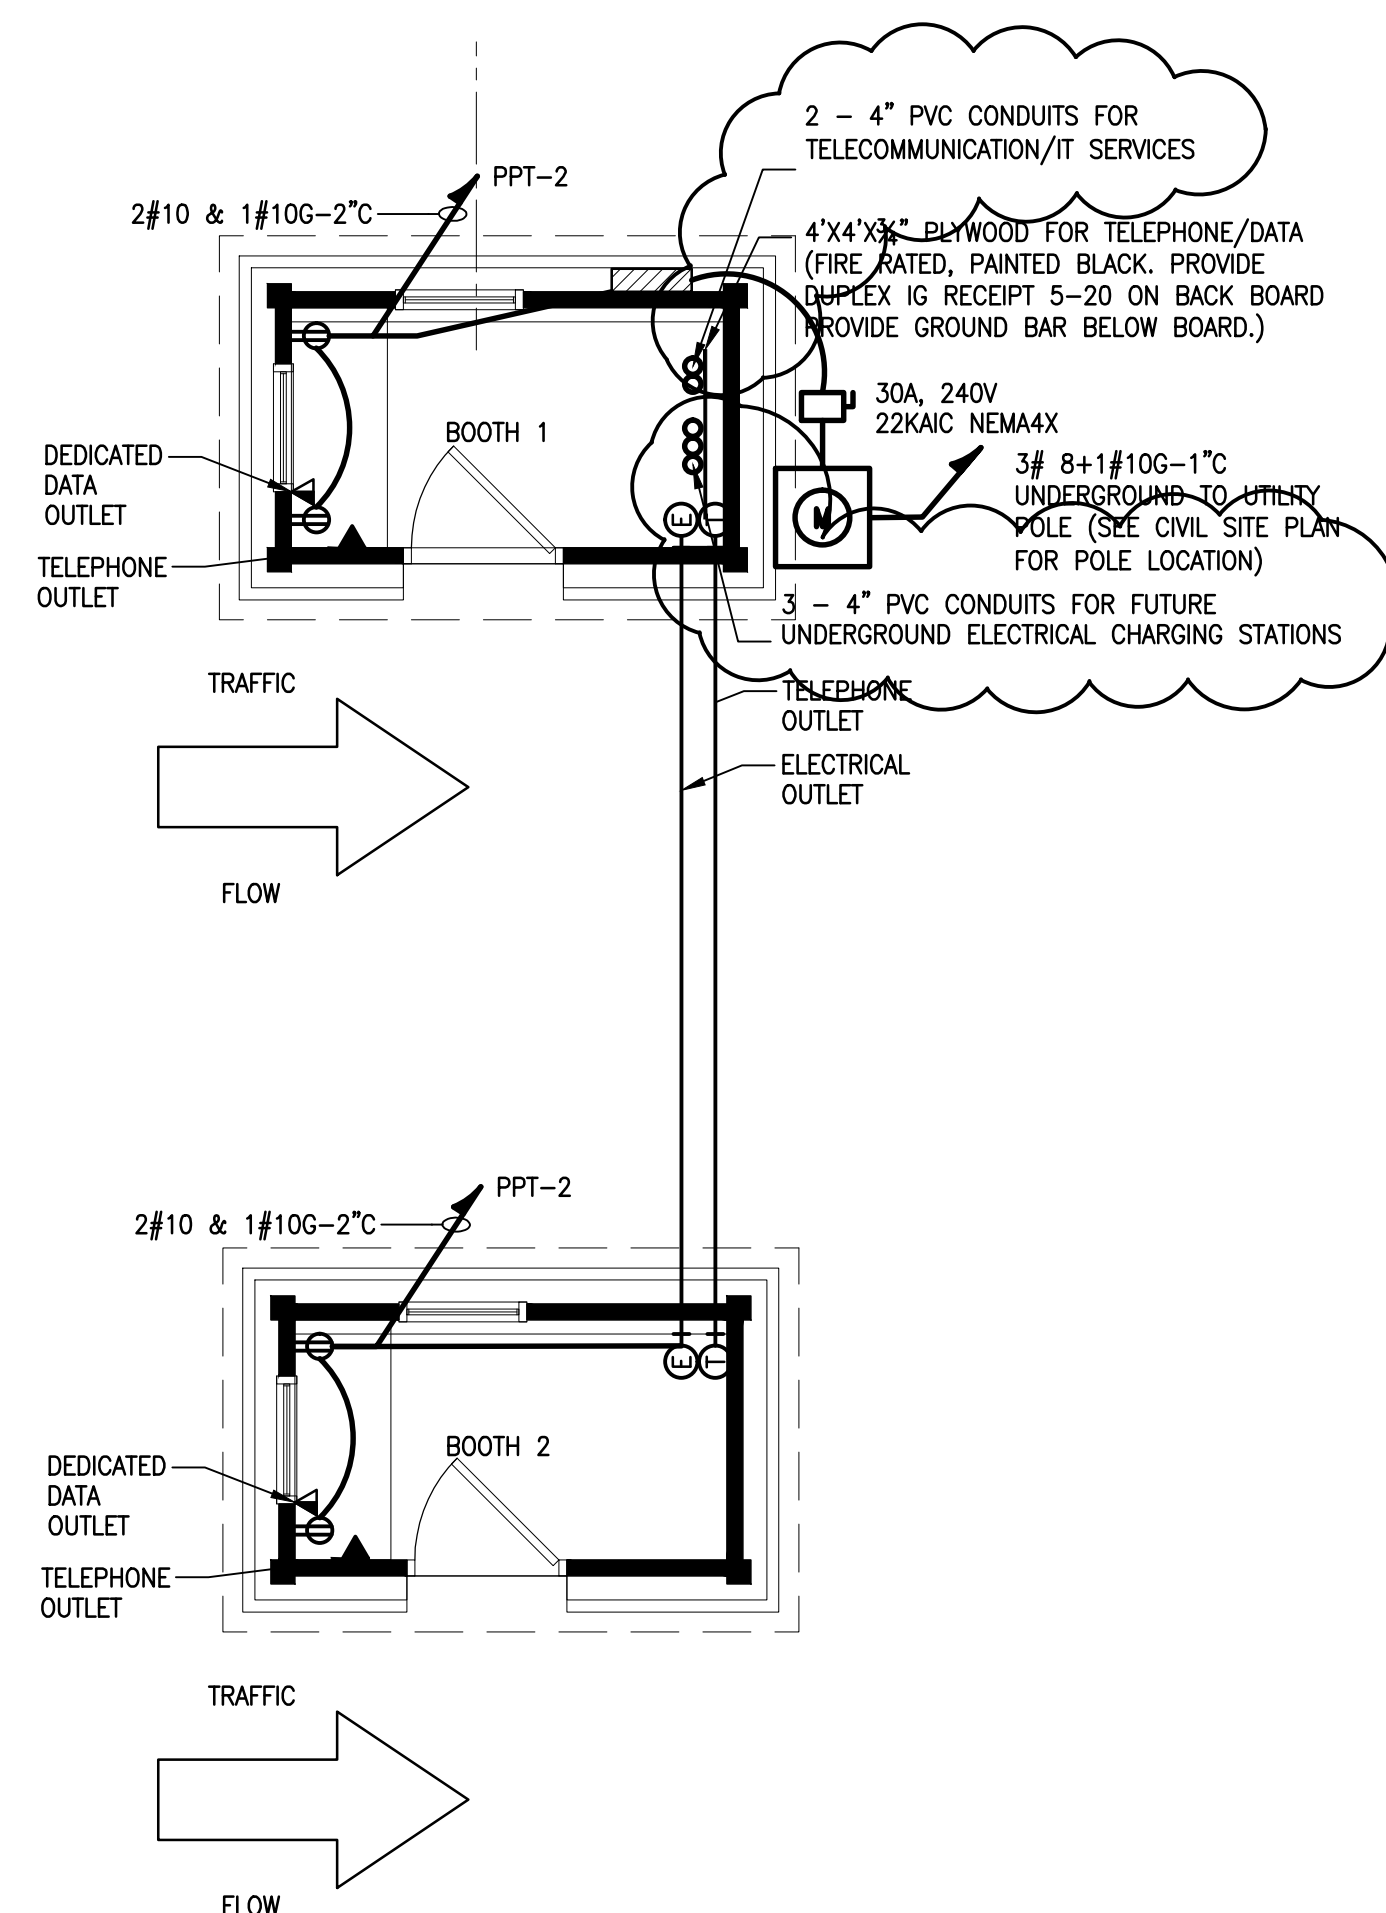 2 - 4" PVC CONDUITS FOR
TELECOMMUNICATION/IT SERVICES
PPT-2
2#10 & 1#10G-2"C
4'X4'X¾" PLYWOOD FOR TELEPHONE/DATA
(FIRE RATED, PAINTED BLACK. PROVIDE
DUPLEX IG RECEIPT 5-20 ON BACK BOARD
PROVIDE GROUND BAR BELOW BOARD.)
30A, 240V
22KAIC NEMA4X
BOOTH 1
DEDICATED
DATA
OUTLET
3# 8+1#10G-1"C
UNDERGROUND TO UTILITY
POLE (SEE CIVIL SITE PLAN
FOR POLE LOCATION)
E
T
M
TELEPHONE
OUTLET
3 - 4" PVC CONDUITS FOR FUTURE
UNDERGROUND ELECTRICAL CHARGING STATIONS
TRAFFIC
TELEPHONE
OUTLET
ELECTRICAL
OUTLET
FLOW
PPT-2
2#10 & 1#10G-2"C
E
T
BOOTH 2
DEDICATED
DATA
OUTLET
TELEPHONE
OUTLET
TRAFFIC
FLOW